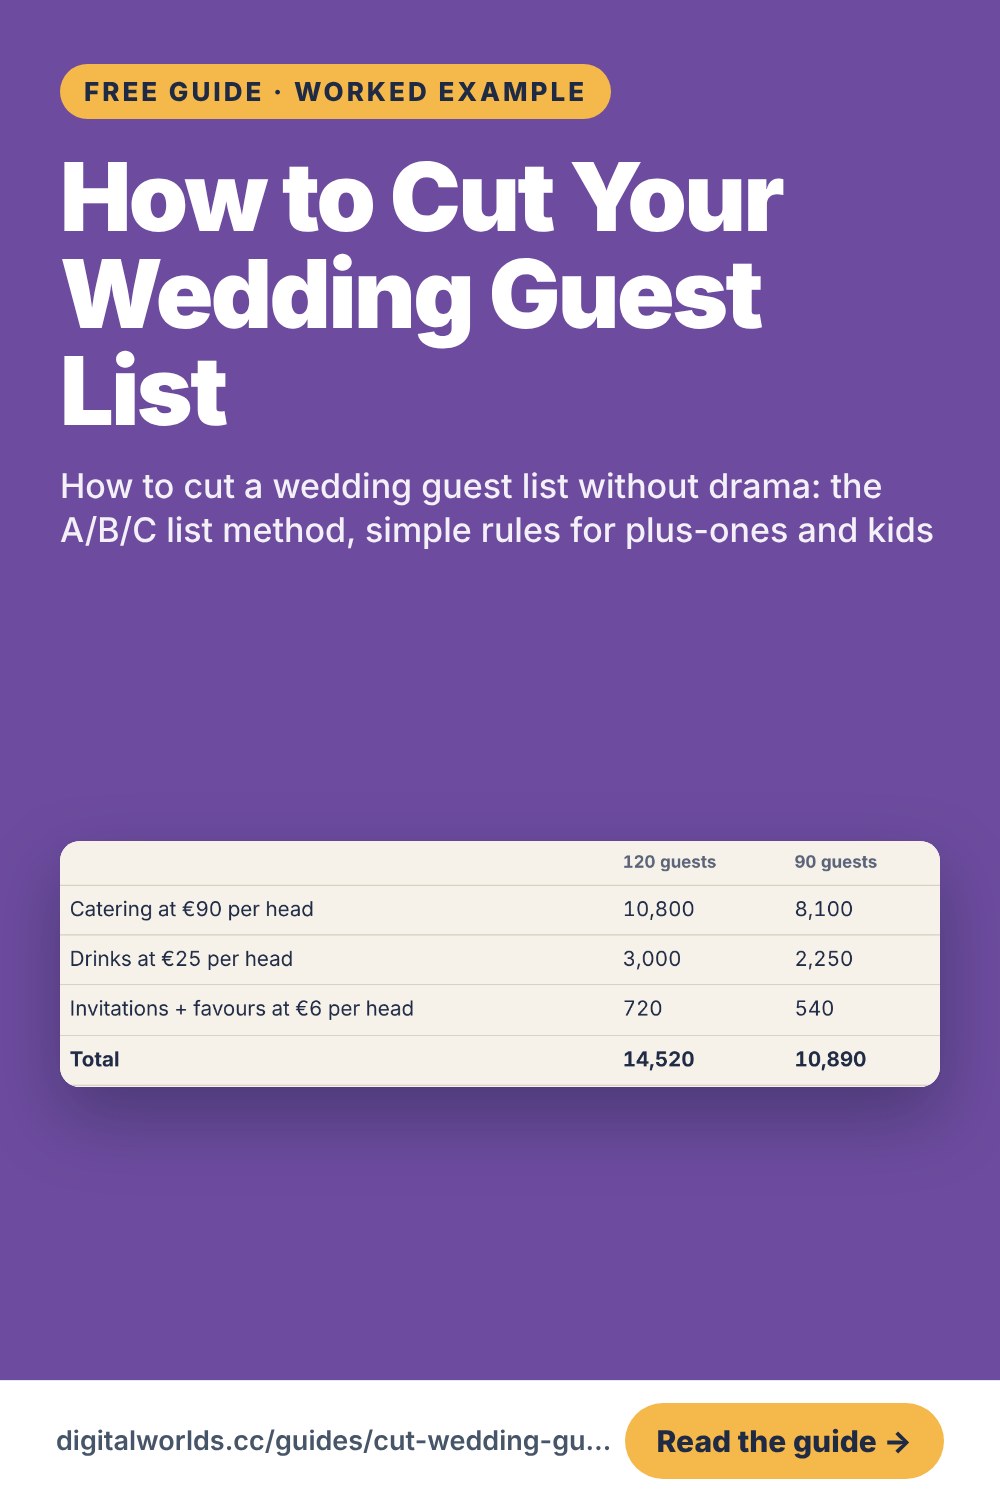 FREE GUIDE · WORKED EXAMPLE
How to Cut Your
Wedding Guest
List
How to cut a wedding guest list without drama: the
A/B/C list method, simple rules for plus-ones and kids
120 guests 90 guests
Catering at €90 per head 10,800 8,100
Drinks at €25 per head 3,000 2,250
Invitations + favours at €6 per head 720 540
Total 14,520 10,890
digitalworlds.cc/guides/cut-wedding-gu... Read the guide →